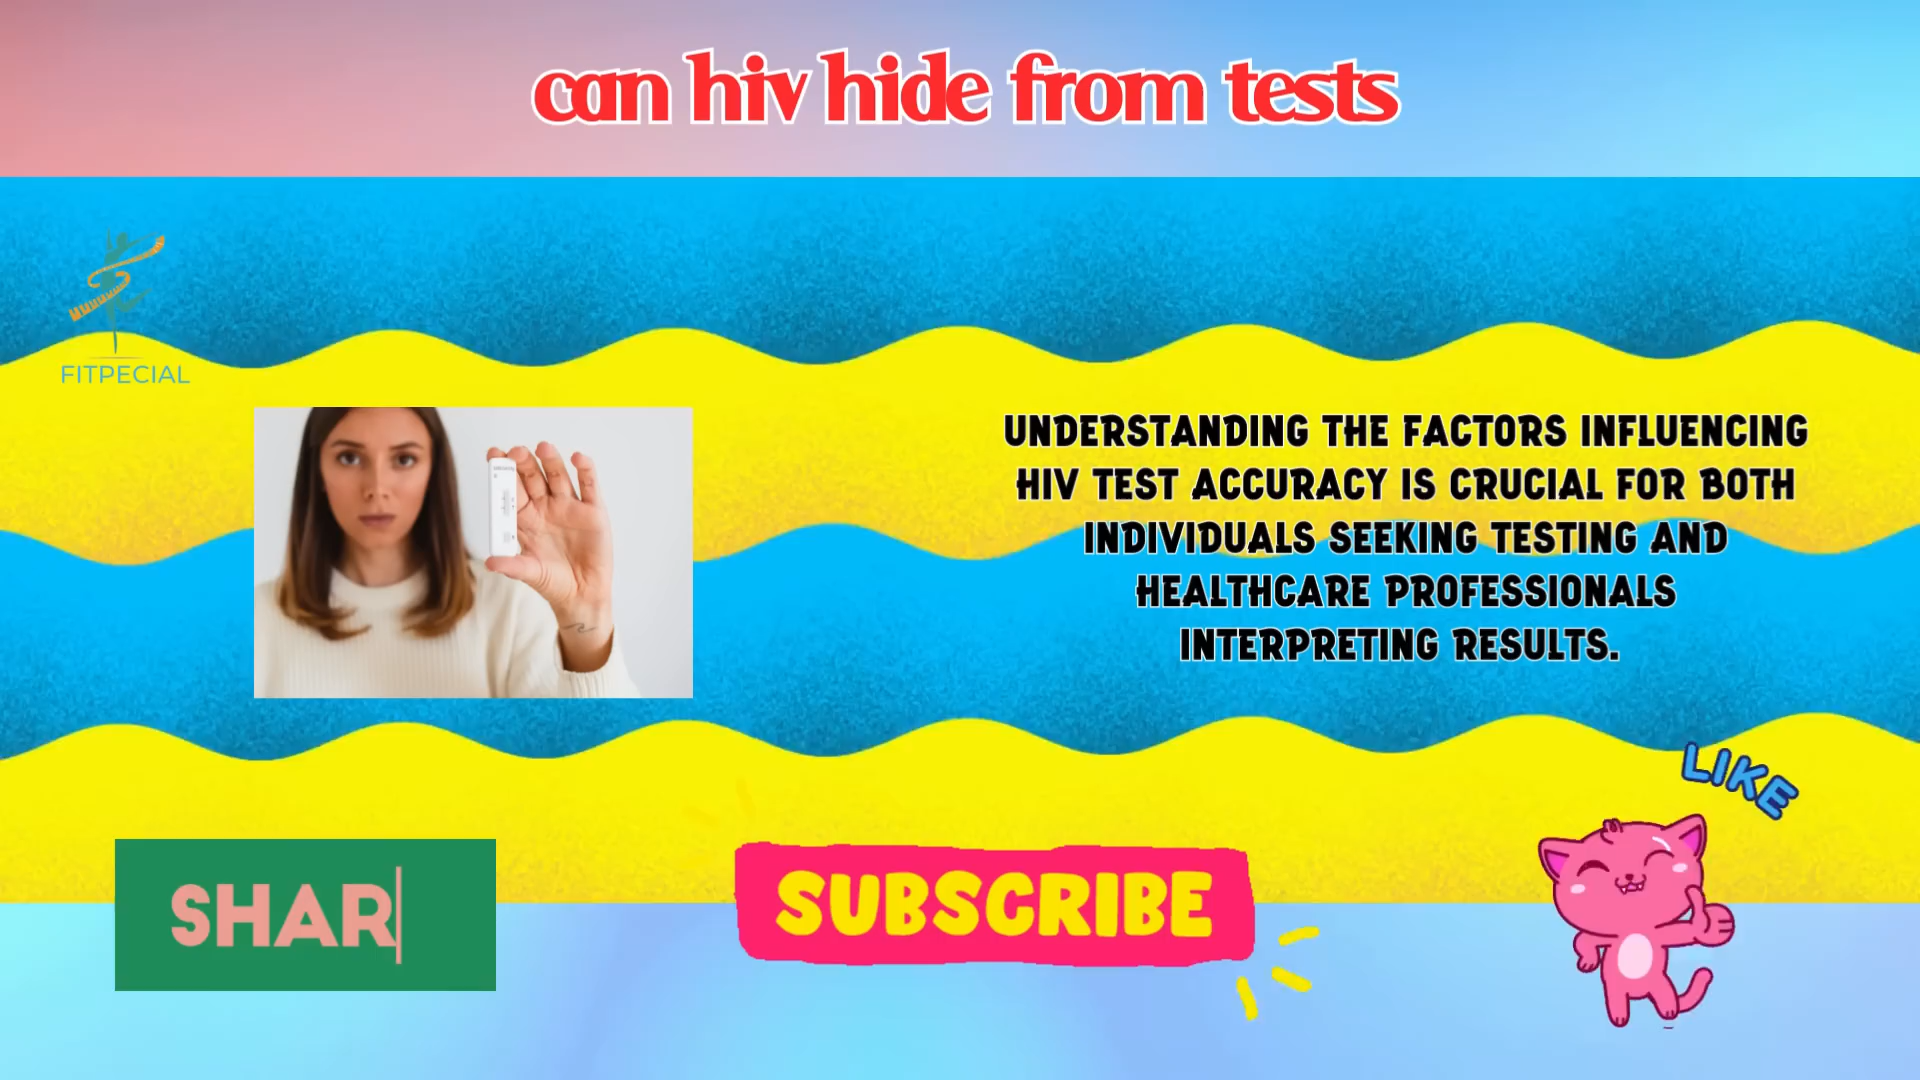 can hiv hide from tests
FITPECIAL
UNDERSTANDING THE FACTORS INFLUENCING
HIV TEST ACCURACY IS CRUCIAL FOR BOTH
INDIVIDUALS SEEKING TESTING AND
HEALTHCARE PROFESSIONALS
INTERPRETING RESULTS.
LIKE
SHAR
SUBSCRIBE